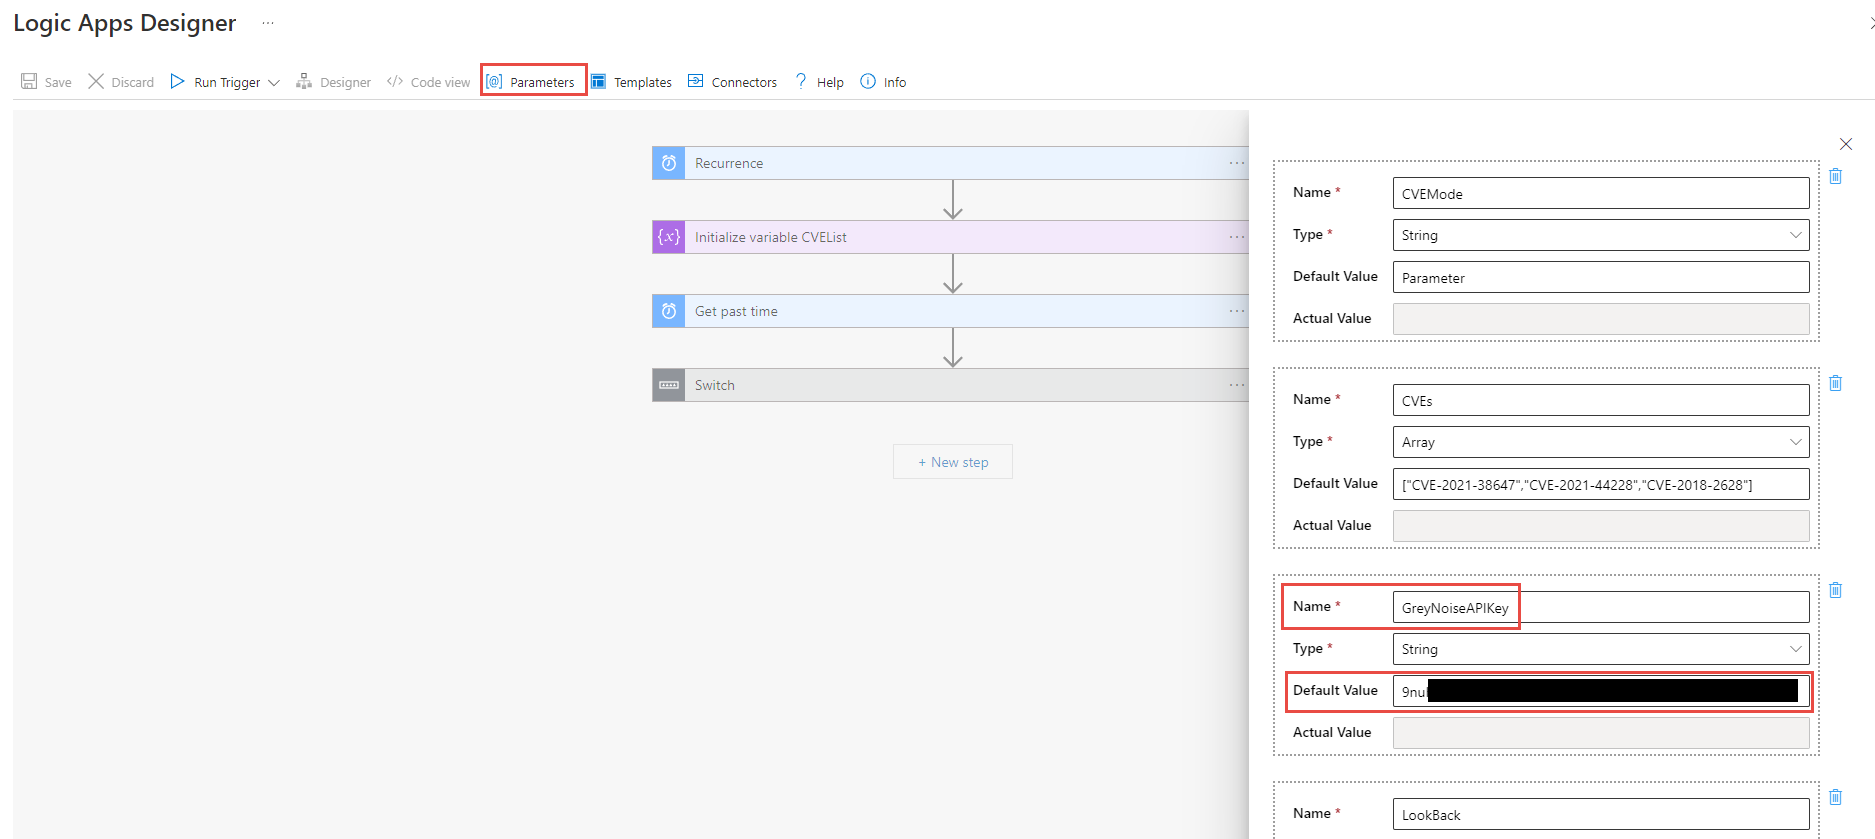 Logic Apps Designer ...
Save Discard Run Trigger Designer </> Code view [@] Parameters Templates Connectors ? Help Info
Recurrence ...
{x} Initialize variable CVEList ...
Get past time ...
Switch ...
+ New step
Name * CVEMode
Type * String
Default Value Parameter
Actual Value
Name * CVEs
Type * Array
Default Value ["CVE-2021-38647","CVE-2021-44228","CVE-2018-2628"]
Actual Value
Name * GreyNoiseAPIKey
Type * String
Default Value
Actual Value
Name * LookBack